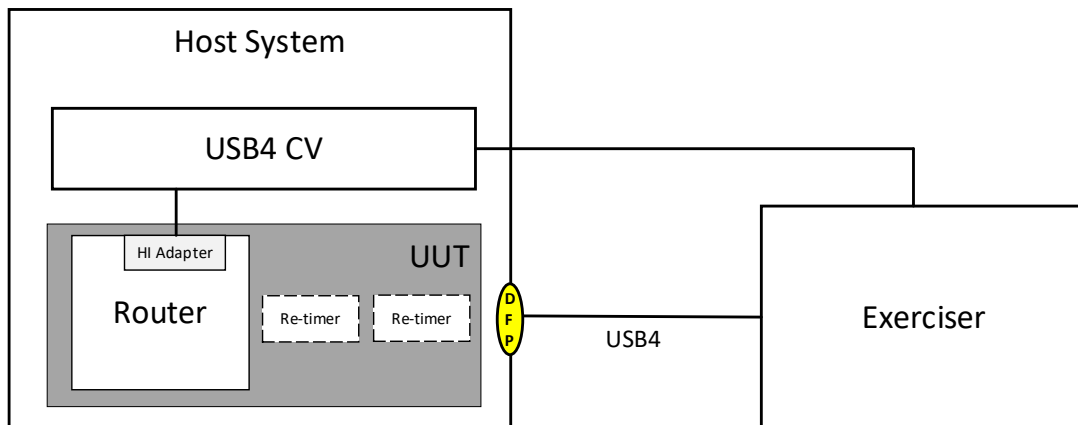 Host System
USB4 CV
HI Adapter
UUT
Router
Re-timer
Re-timer
D
F
P
USB4
Exerciser